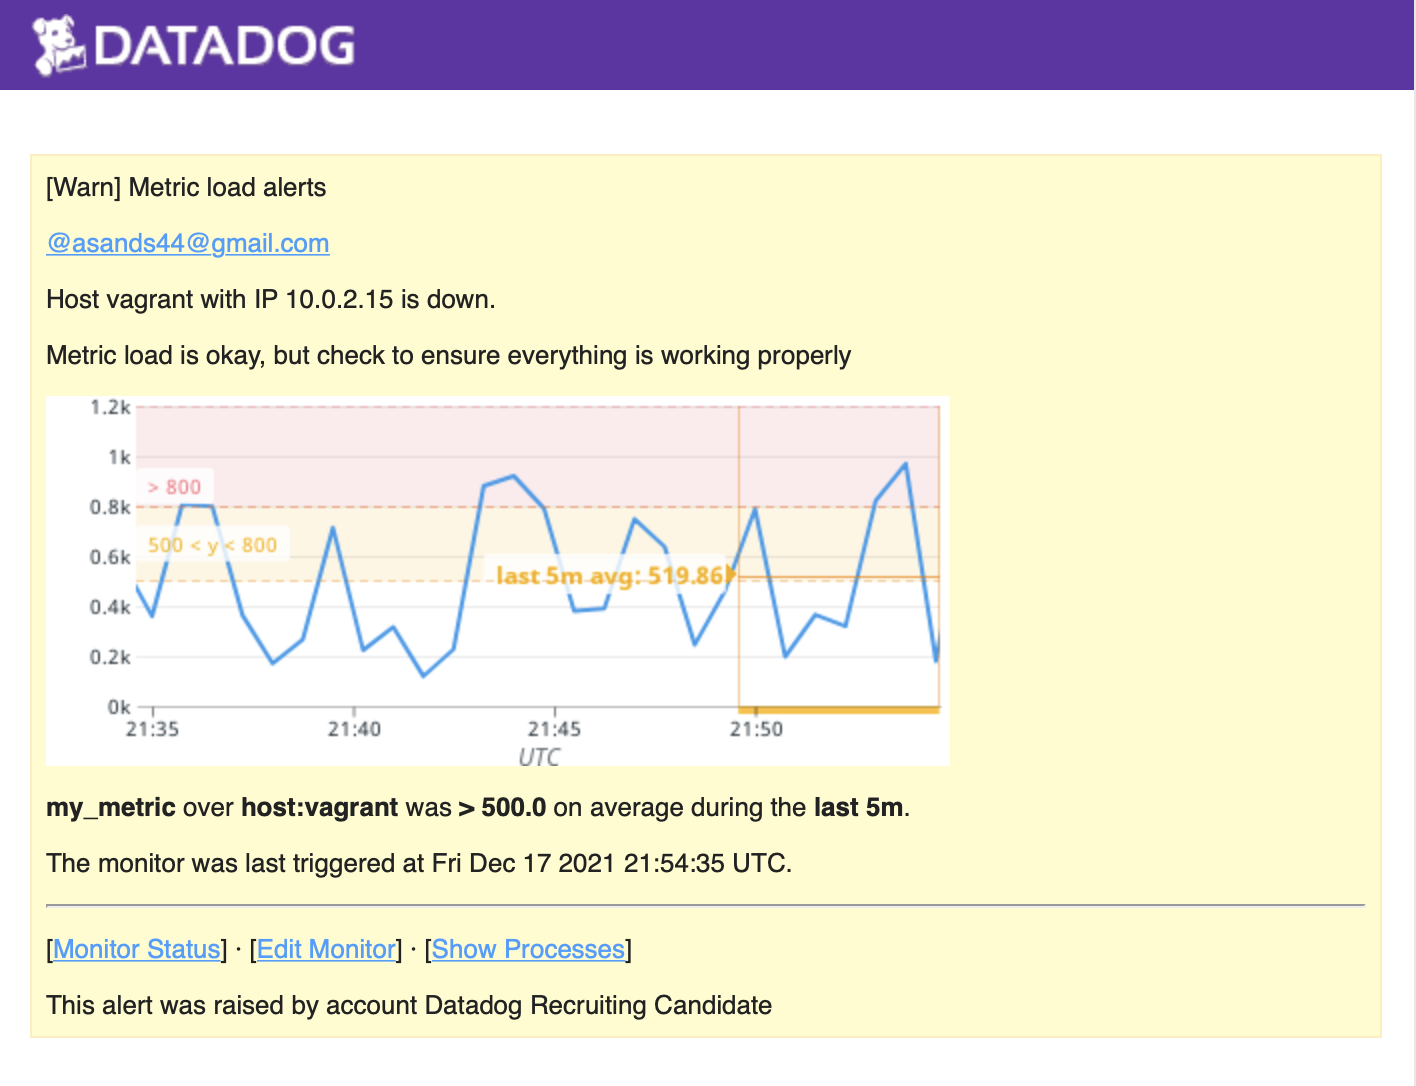 DATADOG
[Warn] Metric load alerts
@asands44@gmail.com
Host vagrant with IP 10.0.2.15 is down.
Metric load is okay, but check to ensure everything is working properly
1.2k
1k
> 800
0.8k
500 < y < 800
0.6k
last 5m avg: 519.86
0.4k
0.2k
0k
21:35 21:40 21:45 21:50
UTC
my_metric over host:vagrant was > 500.0 on average during the last 5m.
The monitor was last triggered at Fri Dec 17 2021 21:54:35 UTC.
[Monitor Status] · [Edit Monitor] · [Show Processes]
This alert was raised by account Datadog Recruiting Candidate